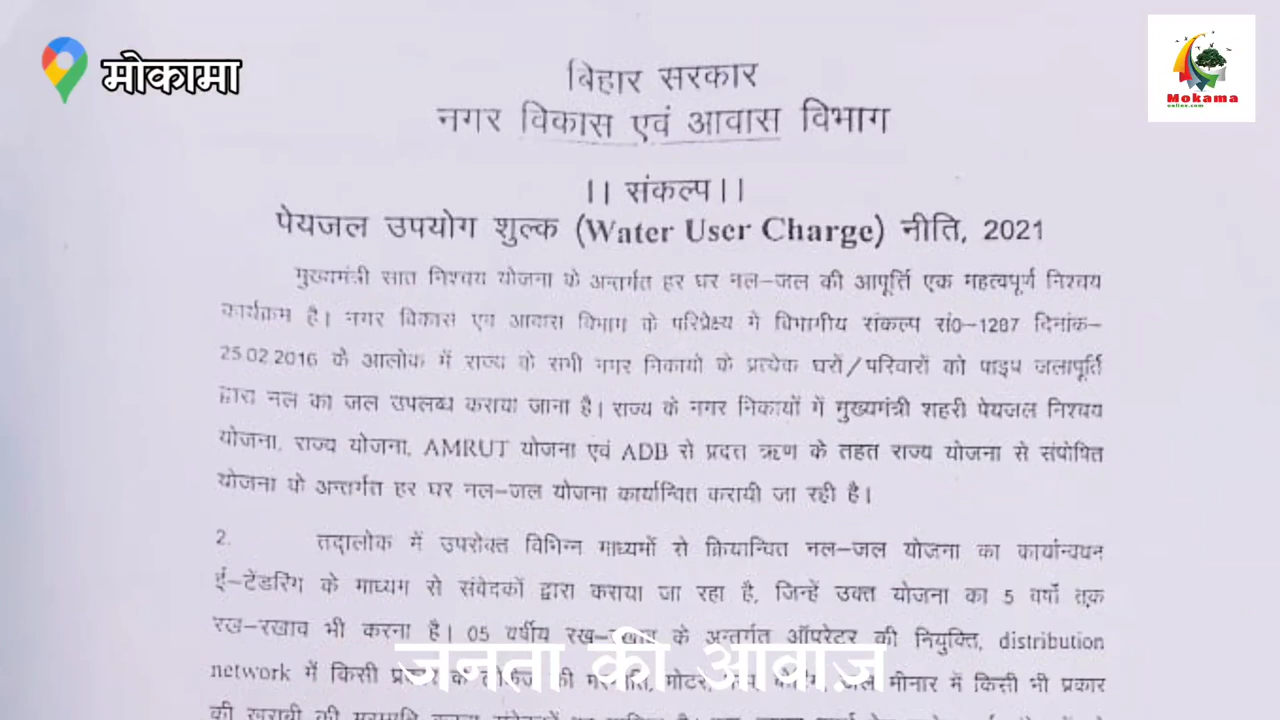 मोकामा
Mokama
online.com
बिहार सरकार
नगर विकास एवं आवास विभाग
।। संकल्प ।।
पेयजल उपयोग शुल्क (Water User Charge) नीति, 2021
मुख्यमंत्री सात निश्चय योजना के अन्तर्गत हर घर नल-जल की आपूर्ति एक महत्वपूर्ण निश्चय
कार्यक्रम है। नगर विकास एवं आवास विभाग के परिप्रेक्ष्य में विभागीय संकल्प सं0-1287 दिनांक-
25.02.2016 के आलोक में राज्य के सभी नगर निकायों के प्रत्येक घरों/परिवारों को पाइप जलापूर्ति
द्वारा नल का जल उपलब्ध कराया जाना है। राज्य के नगर निकायों में मुख्यमंत्री शहरी पेयजल निश्चय
योजना, राज्य योजना, AMRUT योजना एवं ADB से प्रदत्त ऋण के तहत राज्य योजना से संपोषित
योजना के अन्तर्गत हर घर नल-जल योजना कार्यान्वित करायी जा रही है।
2. तदालोक में उपरोक्त विभिन्न माध्यमों से क्रियान्वित नल-जल योजना का कार्यान्वयन
ई-टेंडरिंग के माध्यम से संवेदकों द्वारा कराया जा रहा है, जिन्हें उक्त योजना का 5 वर्षों तक
रख-रखाव भी करना है। 05 वर्षीय रख-रखाव के अन्तर्गत ऑपरेटर की नियुक्ति, distribution
network में किसी प्रकार के की मरम्मति, मोटर, जल मीनार में किसी भी प्रकार
की खराबी की
जनता की आवाज़